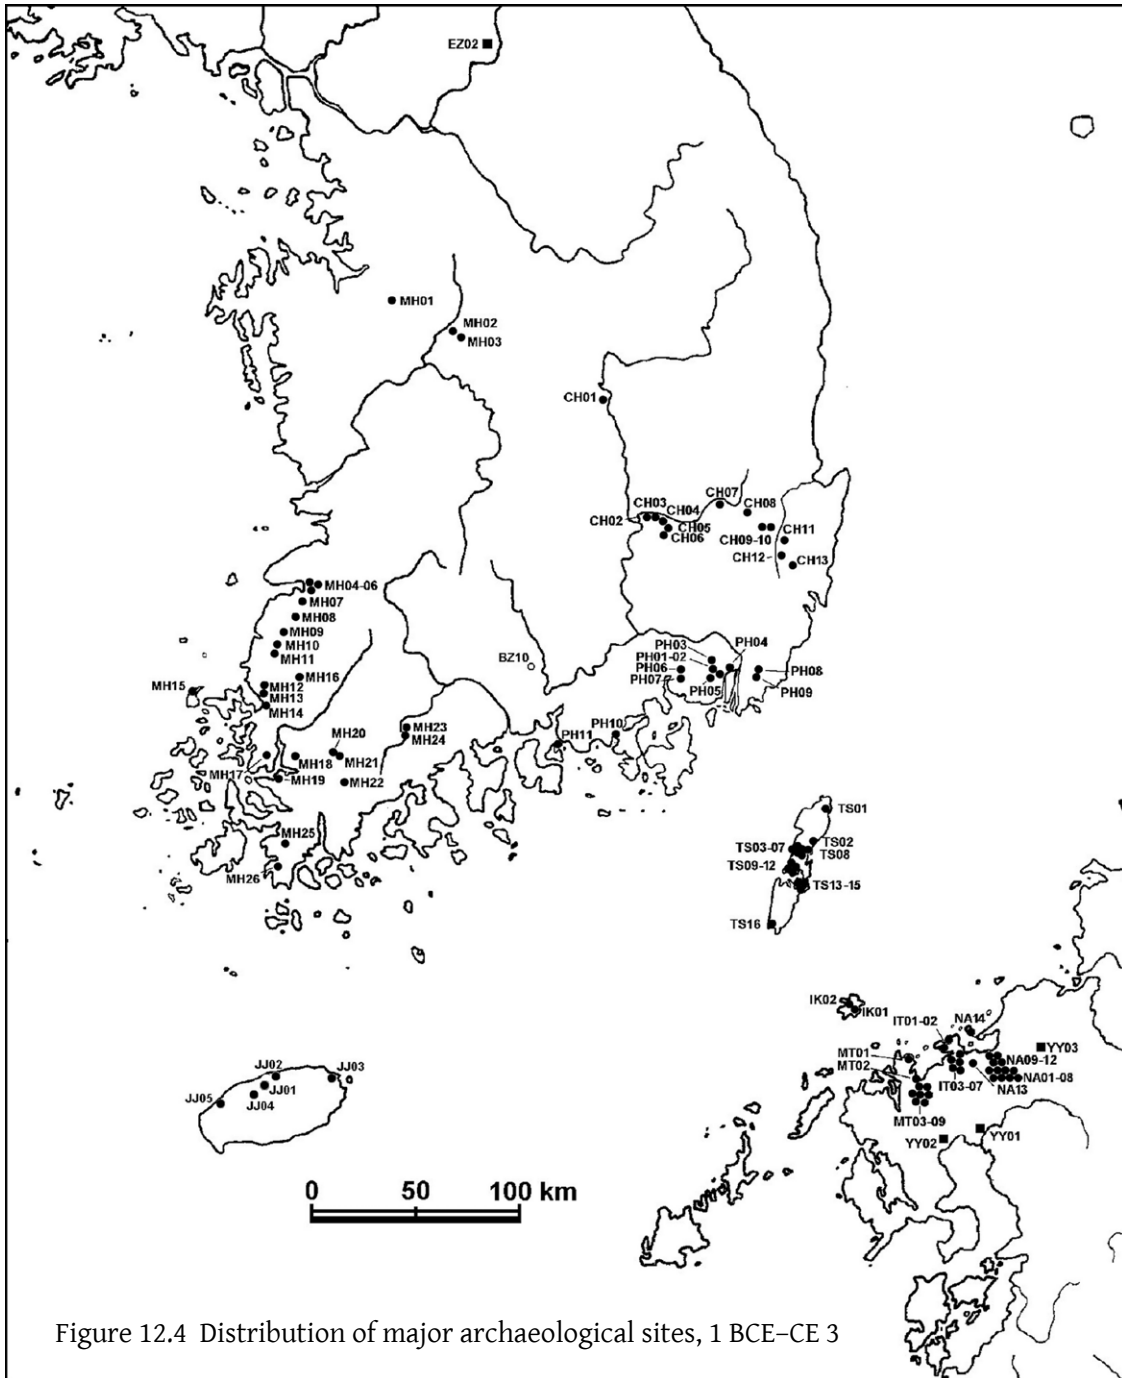 EZ02
MH01
MH02
MH03
CH01
CH07
CH03
CH04
CH08
CH02
CH05
CH06
CH09-10
CH11
CH12
CH13
MH04-06
MH07
MH08
MH09
MH10
MH11
MH16
MH15
MH12
MH13
MH14
BZ10
PH03
PH04
PH01-02
PH06
PH07
PH05
PH08
PH09
MH23
MH24
PH10
PH11
MH20
MH17
MH18
MH21
MH19
MH22
MH25
MH26
TS01
TS02
TS03-07
TS08
TS09-12
TS13-15
TS16
IK02
IK01
IT01-02
NA14
YY03
MT01
MT02
NA09-12
IT03-07
NA01-08
NA13
MT03-09
YY02
YY01
JJ02
JJ03
JJ01
JJ05
JJ04
0 50 100 km
Figure 12.4 Distribution of major archaeological sites, 1 BCE–CE 3